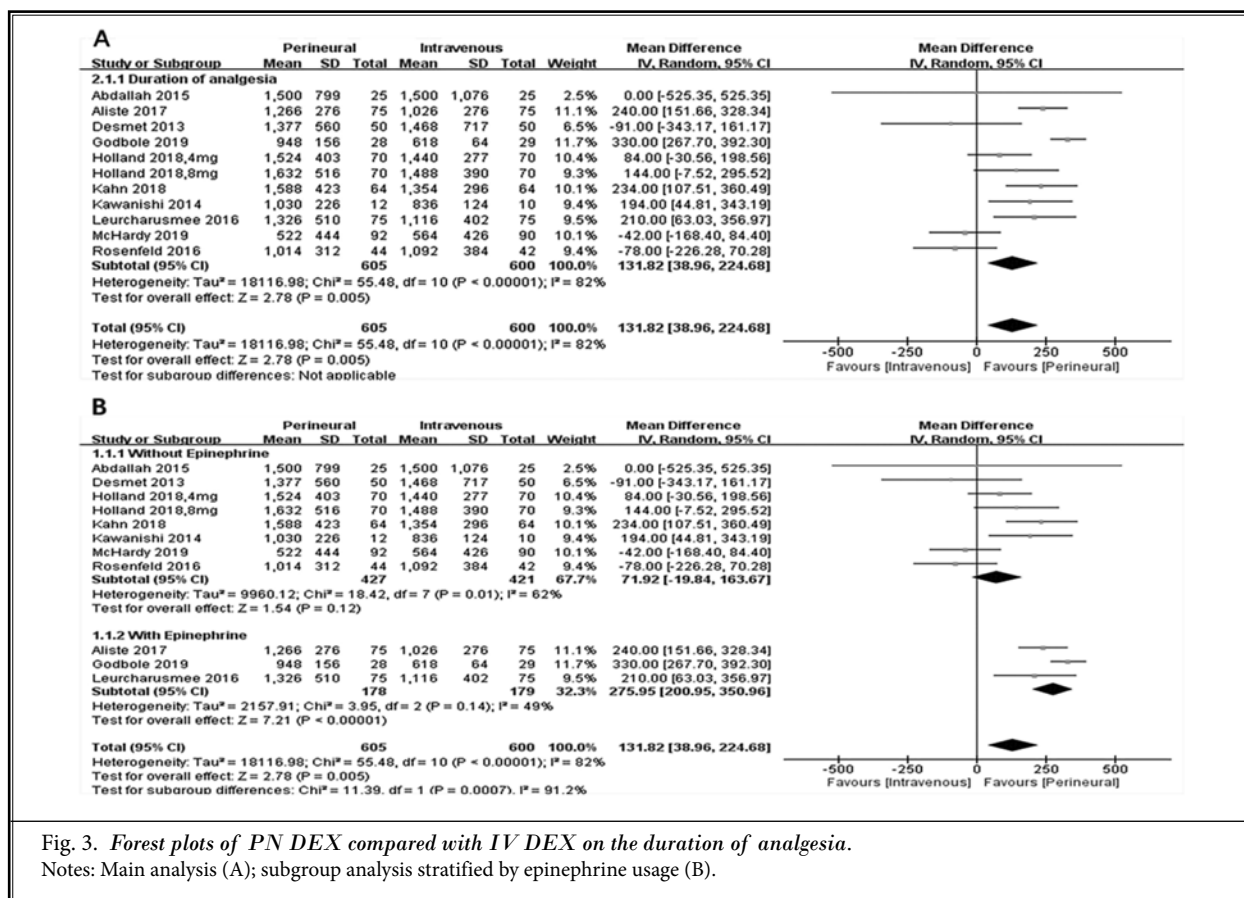 A
Perineural Intravenous Mean Difference Mean Difference
Study or Subgroup Mean SD Total Mean SD Total Weight IV, Random, 95% CI IV, Random, 95% CI
2.1.1 Duration of analgesia
Abdallah 2015 1,500 799 25 1,500 1,076 25 2.5% 0.00 [-525.35, 525.35]
Aliste 2017 1,266 276 75 1,026 276 75 11.1% 240.00 [151.66, 328.34]
Desmet 2013 1,377 560 50 1,468 717 50 6.5% -91.00 [-343.17, 161.17]
Godbole 2019 948 156 28 618 64 29 11.7% 330.00 [267.70, 392.30]
Holland 2018,4mg 1,524 403 70 1,440 277 70 10.4% 84.00 [-30.56, 198.56]
Holland 2018,8mg 1,632 516 70 1,488 390 70 9.3% 144.00 [-7.52, 295.52]
Kahn 2018 1,588 423 64 1,354 296 64 10.1% 234.00 [107.51, 360.49]
Kawanishi 2014 1,030 226 12 836 124 10 9.4% 194.00 [44.81, 343.19]
Leurcharusmee 2016 1,326 510 75 1,116 402 75 9.5% 210.00 [63.03, 356.97]
McHardy 2019 522 444 92 564 426 90 10.1% -42.00 [-168.40, 84.40]
Rosenfeld 2016 1,014 312 44 1,092 384 42 9.4% -78.00 [-226.28, 70.28]
Subtotal (95% CI) 605 600 100.0% 131.82 [38.96, 224.68]
Heterogeneity: Tau² = 18116.98; Chi² = 55.48, df = 10 (P < 0.00001); I² = 82%
Test for overall effect: Z = 2.78 (P = 0.005)
Total (95% CI) 605 600 100.0% 131.82 [38.96, 224.68]
Heterogeneity: Tau² = 18116.98; Chi² = 55.48, df = 10 (P < 0.00001); I² = 82%
Test for overall effect: Z = 2.78 (P = 0.005)
Test for subgroup differences: Not applicable
-500 -250 0 250 500
Favours [Intravenous] Favours [Perineural]
B
Perineural Intravenous Mean Difference Mean Difference
Study or Subgroup Mean SD Total Mean SD Total Weight IV, Random, 95% CI IV, Random, 95% CI
1.1.1 Without Epinephrine
Abdallah 2015 1,500 799 25 1,500 1,076 25 2.5% 0.00 [-525.35, 525.35]
Desmet 2013 1,377 560 50 1,468 717 50 6.5% -91.00 [-343.17, 161.17]
Holland 2018,4mg 1,524 403 70 1,440 277 70 10.4% 84.00 [-30.56, 198.56]
Holland 2018,8mg 1,632 516 70 1,488 390 70 9.3% 144.00 [-7.52, 295.52]
Kahn 2018 1,588 423 64 1,354 296 64 10.1% 234.00 [107.51, 360.49]
Kawanishi 2014 1,030 226 12 836 124 10 9.4% 194.00 [44.81, 343.19]
McHardy 2019 522 444 92 564 426 90 10.1% -42.00 [-168.40, 84.40]
Rosenfeld 2016 1,014 312 44 1,092 384 42 9.4% -78.00 [-226.28, 70.28]
Subtotal (95% CI) 427 421 67.7% 71.92 [-19.84, 163.67]
Heterogeneity: Tau² = 9960.12; Chi² = 18.42, df = 7 (P = 0.01); I² = 62%
Test for overall effect: Z = 1.54 (P = 0.12)
1.1.2 With Epinephrine
Aliste 2017 1,266 276 75 1,026 276 75 11.1% 240.00 [151.66, 328.34]
Godbole 2019 948 156 28 618 64 29 11.7% 330.00 [267.70, 392.30]
Leurcharusmee 2016 1,326 510 75 1,116 402 75 9.5% 210.00 [63.03, 356.97]
Subtotal (95% CI) 178 179 32.3% 275.95 [200.95, 350.96]
Heterogeneity: Tau² = 2157.91; Chi² = 3.95, df = 2 (P = 0.14); I² = 49%
Test for overall effect: Z = 7.21 (P < 0.00001)
Total (95% CI) 605 600 100.0% 131.82 [38.96, 224.68]
Heterogeneity: Tau² = 18116.98; Chi² = 55.48, df = 10 (P < 0.00001); I² = 82%
Test for overall effect: Z = 2.78 (P = 0.005)
Test for subgroup differences: Chi² = 11.39, df = 1 (P = 0.0007), I² = 91.2%
-500 -250 0 250 500
Favours [Intravenous] Favours [Perineural]
Fig. 3. Forest plots of PN DEX compared with IV DEX on the duration of analgesia.
Notes: Main analysis (A); subgroup analysis stratified by epinephrine usage (B).